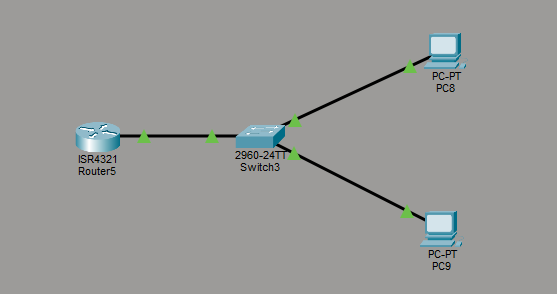 PC-PT
PC8
ISR4321
Router5
2960-24TT
Switch3
PC-PT
PC9